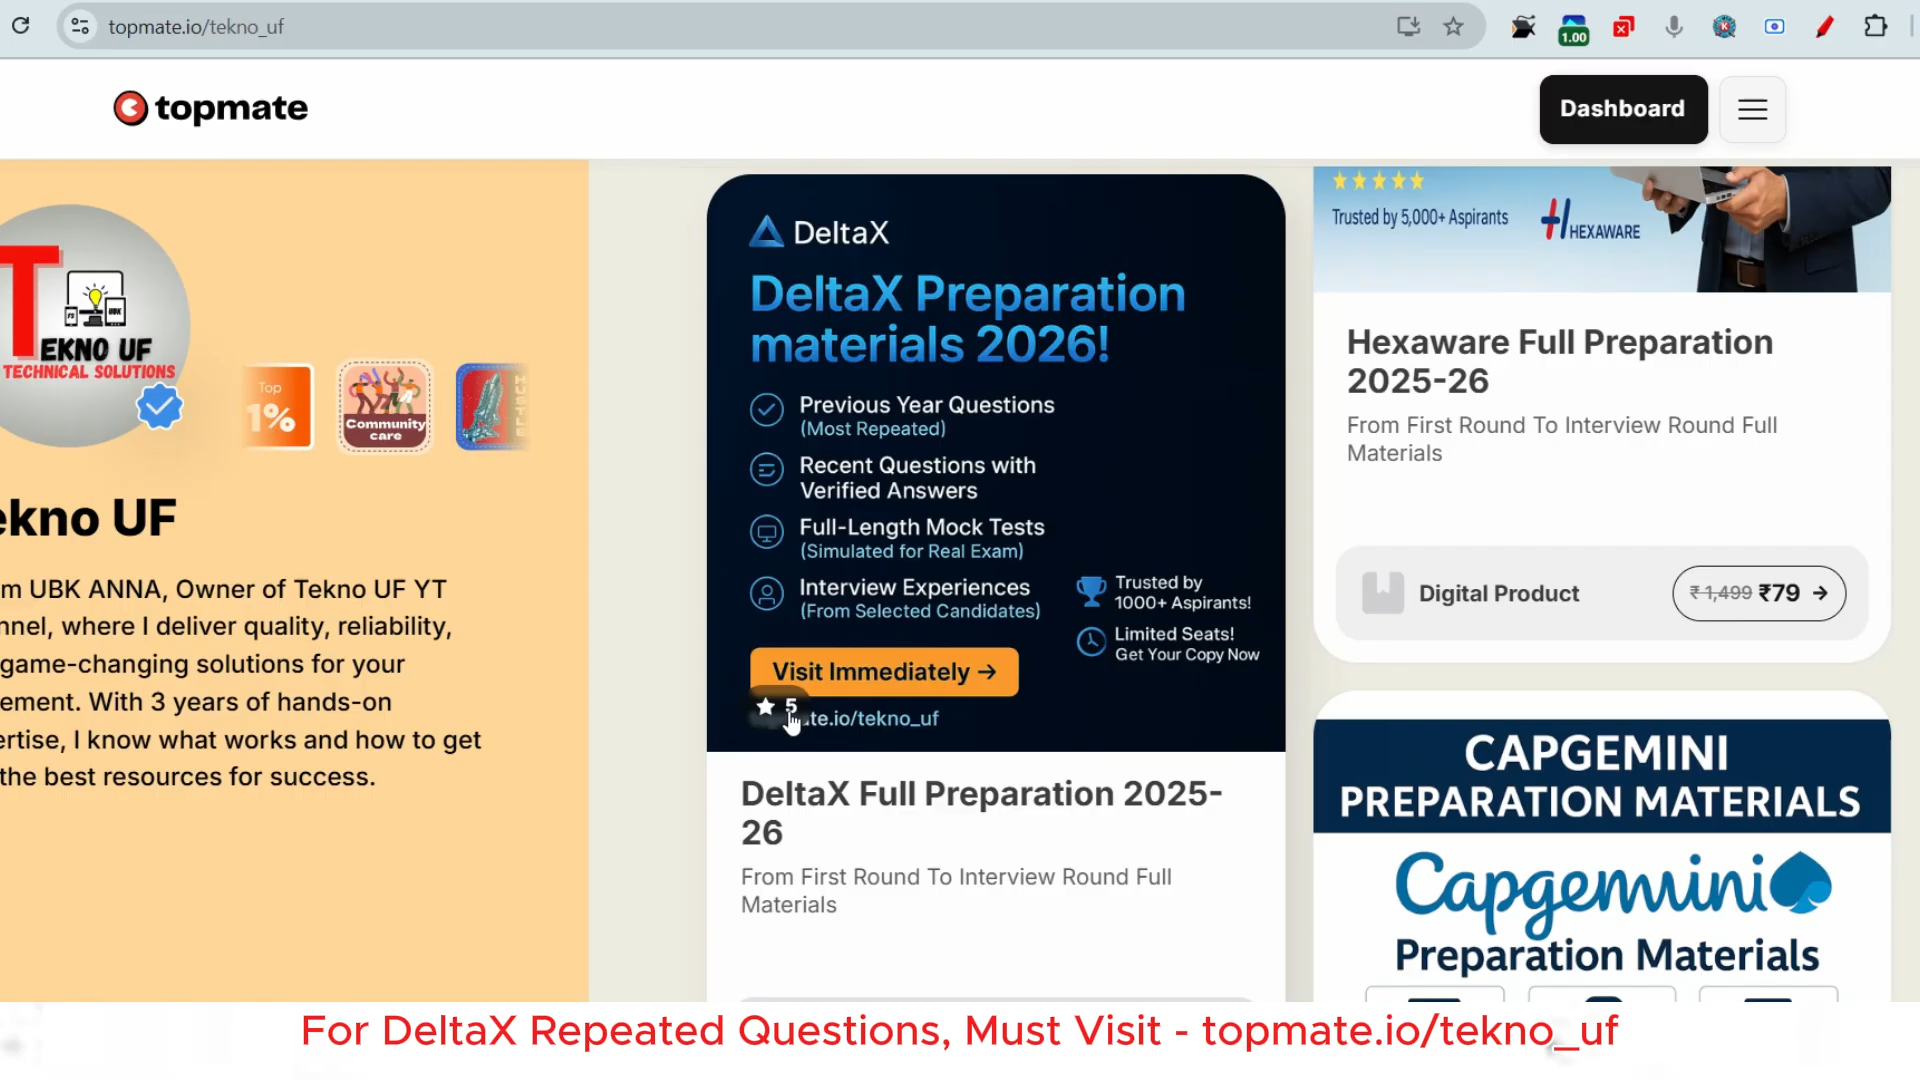 topmate.io/tekno_uf
1.00
topmate
Dashboard
T
EKNO UF
TECHNICAL SOLUTIONS
Top
1%
Community
care
HUSTLE
ekno UF
m UBK ANNA, Owner of Tekno UF YT
nnel, where I deliver quality, reliability,
game-changing solutions for your
ement. With 3 years of hands-on
ertise, I know what works and how to get
the best resources for success.
DeltaX
DeltaX Preparation
materials 2026!
Previous Year Questions
(Most Repeated)
Recent Questions with
Verified Answers
Full-Length Mock Tests
(Simulated for Real Exam)
Interview Experiences
(From Selected Candidates)
Trusted by
1000+ Aspirants!
Limited Seats!
Get Your Copy Now
Visit Immediately →
5
te.io/tekno_uf
DeltaX Full Preparation 2025-
26
From First Round To Interview Round Full
Materials
Trusted by 5,000+ Aspirants
HEXAWARE
Hexaware Full Preparation
2025-26
From First Round To Interview Round Full
Materials
Digital Product
₹1,499 ₹79 →
CAPGEMINI
PREPARATION MATERIALS
Capgemini
Preparation Materials
For DeltaX Repeated Questions, Must Visit - topmate.io/tekno_uf